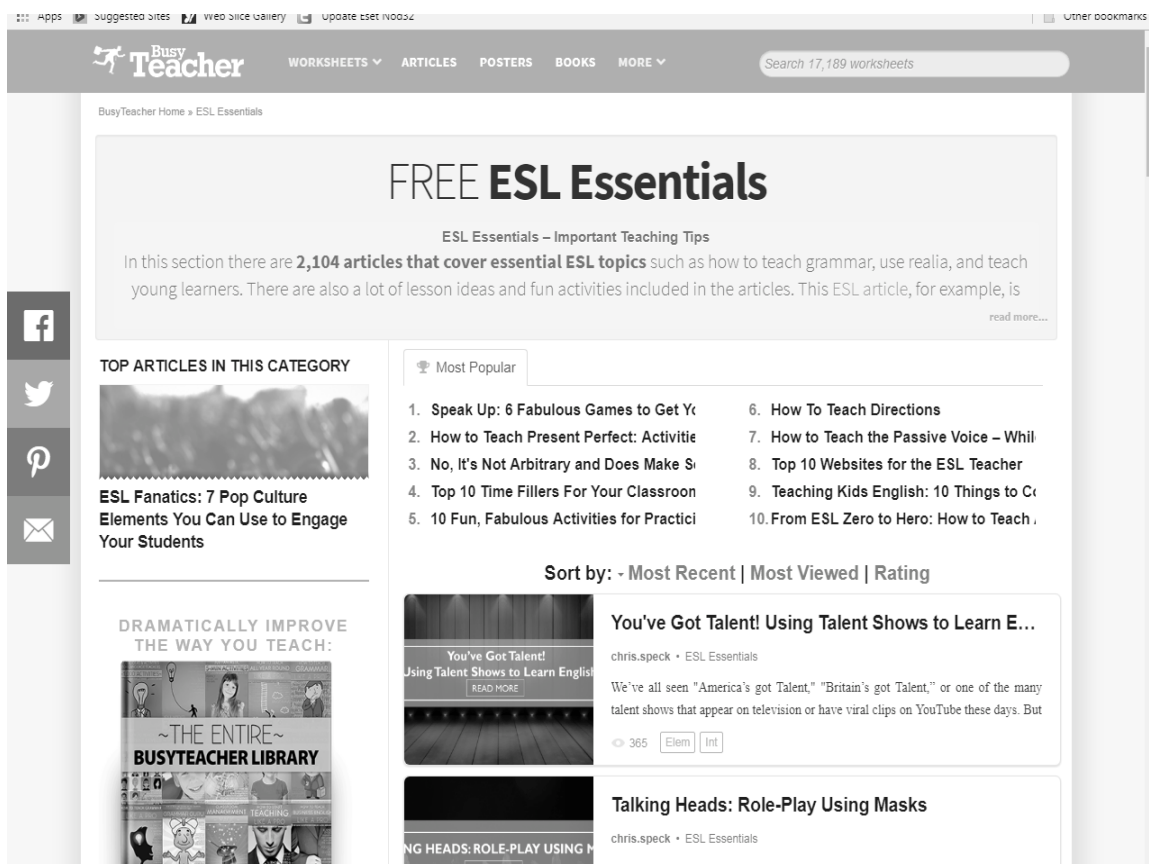 Apps Suggested Sites Web Slice Gallery Update Eset Nod32 Other bookmarks
Busy Teacher WORKSHEETS ARTICLES POSTERS BOOKS MORE Search 17,189 worksheets
BusyTeacher Home » ESL Essentials
FREE ESL Essentials
ESL Essentials – Important Teaching Tips
In this section there are 2,104 articles that cover essential ESL topics such as how to teach grammar, use realia, and teach
young learners. There are also a lot of lesson ideas and fun activities included in the articles. This ESL article, for example, is
read more...
TOP ARTICLES IN THIS CATEGORY
ESL Fanatics: 7 Pop Culture
Elements You Can Use to Engage
Your Students
DRAMATICALLY IMPROVE
THE WAY YOU TEACH:
~THE ENTIRE~
BUSYTEACHER LIBRARY
MANAGEMENT TEACHING
Most Popular
1. Speak Up: 6 Fabulous Games to Get Yo
2. How to Teach Present Perfect: Activitie
3. No, It's Not Arbitrary and Does Make Se
4. Top 10 Time Fillers For Your Classroom
5. 10 Fun, Fabulous Activities for Practici
6. How To Teach Directions
7. How to Teach the Passive Voice – Whil
8. Top 10 Websites for the ESL Teacher
9. Teaching Kids English: 10 Things to Co
10. From ESL Zero to Hero: How to Teach
Sort by: - Most Recent | Most Viewed | Rating
You've Got Talent!
Using Talent Shows to Learn English
READ MORE
You've Got Talent! Using Talent Shows to Learn E...
chris.speck • ESL Essentials
We've all seen "America's got Talent," "Britain's got Talent," or one of the many
talent shows that appear on television or have viral clips on YouTube these days. But
365 Elem Int
NG HEADS: ROLE-PLAY USING M
Talking Heads: Role-Play Using Masks
chris.speck • ESL Essentials